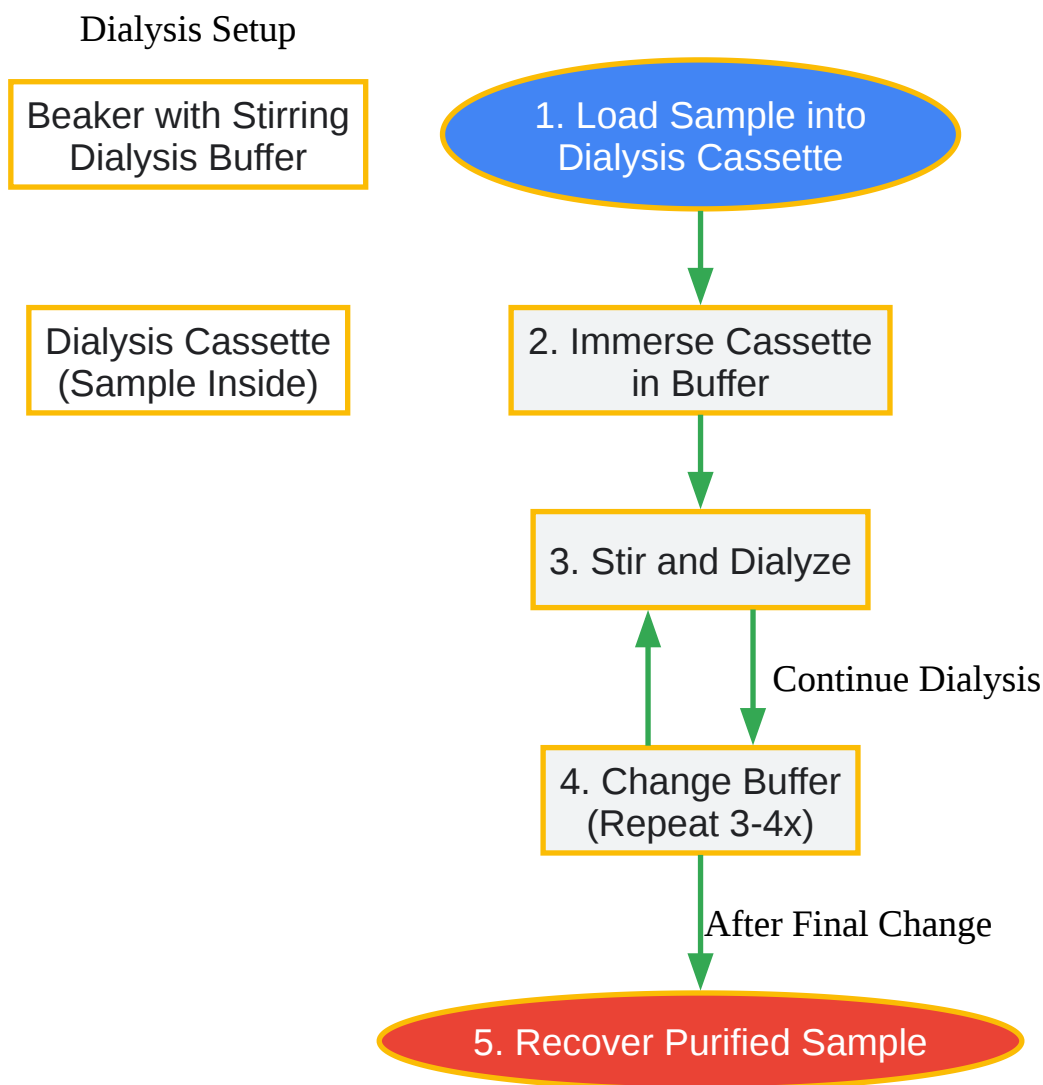 Dialysis Setup
Beaker with Stirring
Dialysis Buffer
Dialysis Cassette
(Sample Inside)
1. Load Sample into
Dialysis Cassette
2. Immerse Cassette
in Buffer
3. Stir and Dialyze
Continue Dialysis
4. Change Buffer
(Repeat 3-4x)
After Final Change
5. Recover Purified Sample